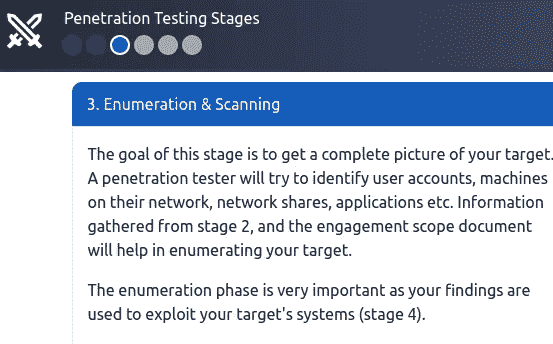 Penetration Testing Stages
3. Enumeration & Scanning
The goal of this stage is to get a complete picture of your target.
A penetration tester will try to identify user accounts, machines
on their network, network shares, applications etc. Information
gathered from stage 2, and the engagement scope document
will help in enumerating your target.
The enumeration phase is very important as your findings are
used to exploit your target's systems (stage 4).